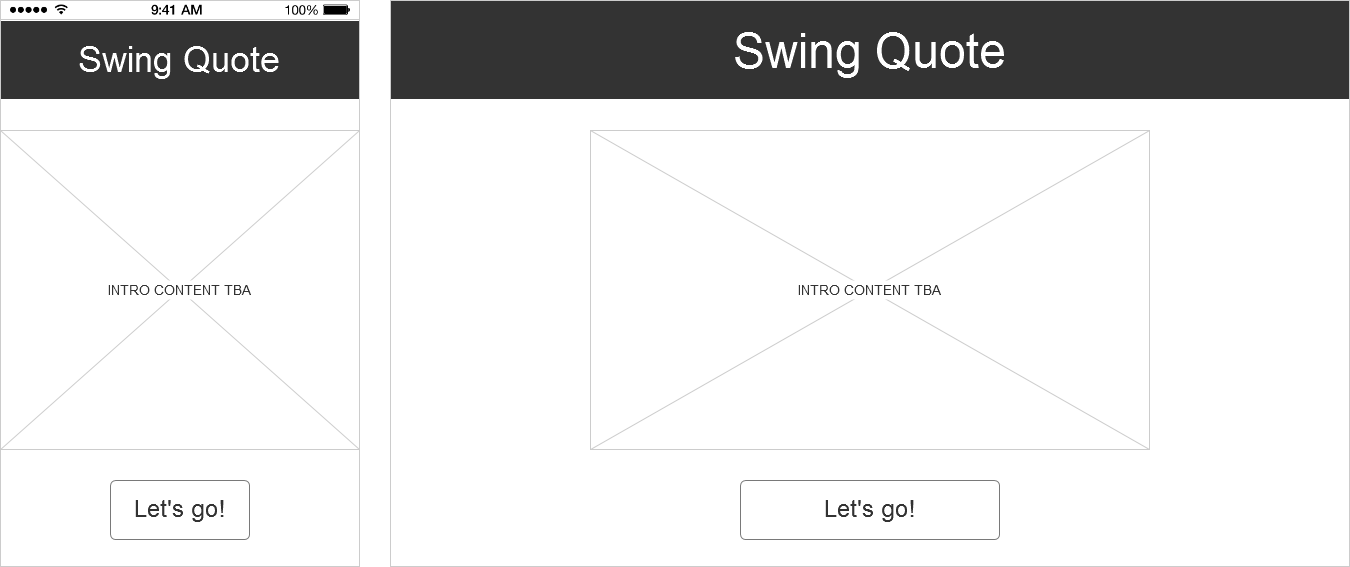 9:41 AM 100%
Swing Quote
INTRO CONTENT TBA
Let's go!
Swing Quote
INTRO CONTENT TBA
Let's go!